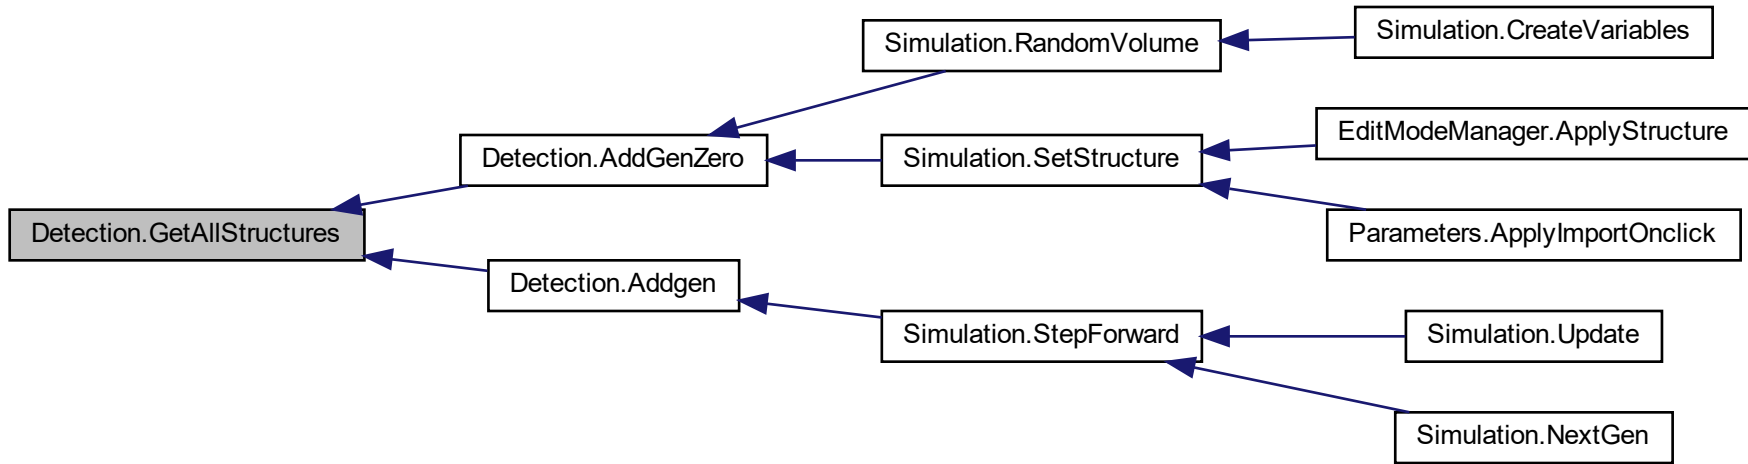 Simulation.RandomVolume
Simulation.CreateVariables
EditModeManager.ApplyStructure
Detection.AddGenZero
Simulation.SetStructure
Detection.GetAllStructures
Parameters.ApplyImportOnclick
Detection.Addgen
Simulation.StepForward
Simulation.Update
Simulation.NextGen